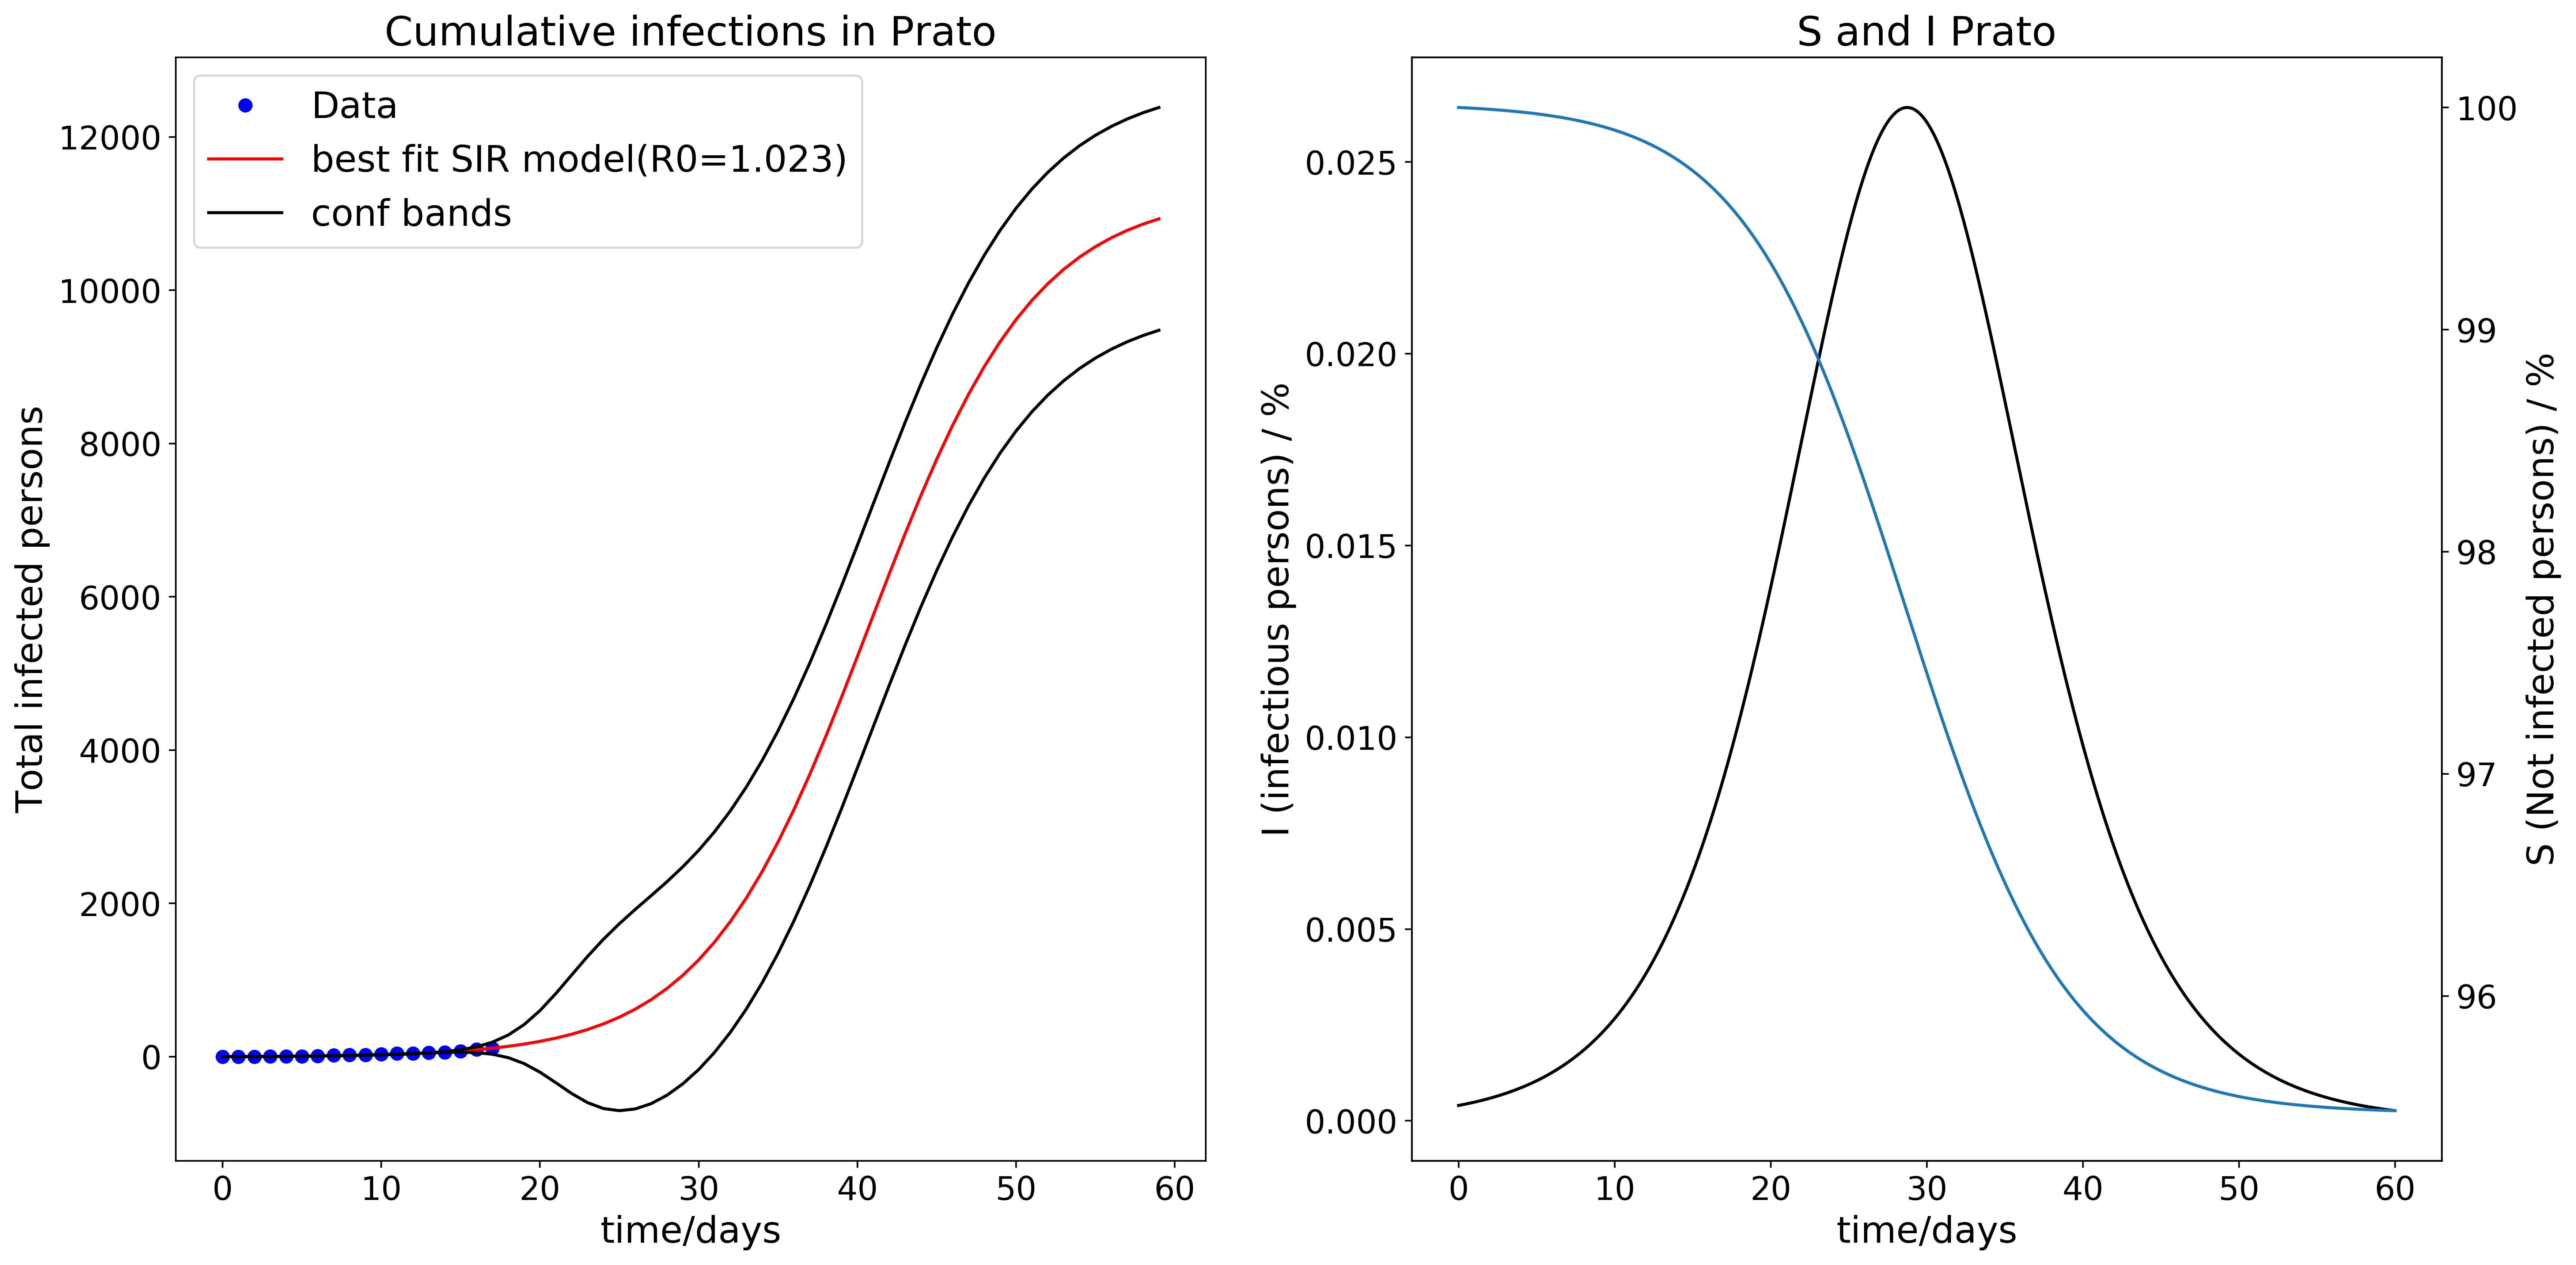 Cumulative infections in Prato
Data
best fit SIR model(R0=1.023)
conf bands
12000
10000
8000
6000
4000
2000
0
Total infected persons
0 10 20 30 40 50 60
time/days
S and I Prato
0.025
0.020
0.015
0.010
0.005
0.000
I (infectious persons) / %
100
99
98
97
96
S (Not infected persons) / %
0 10 20 30 40 50 60
time/days